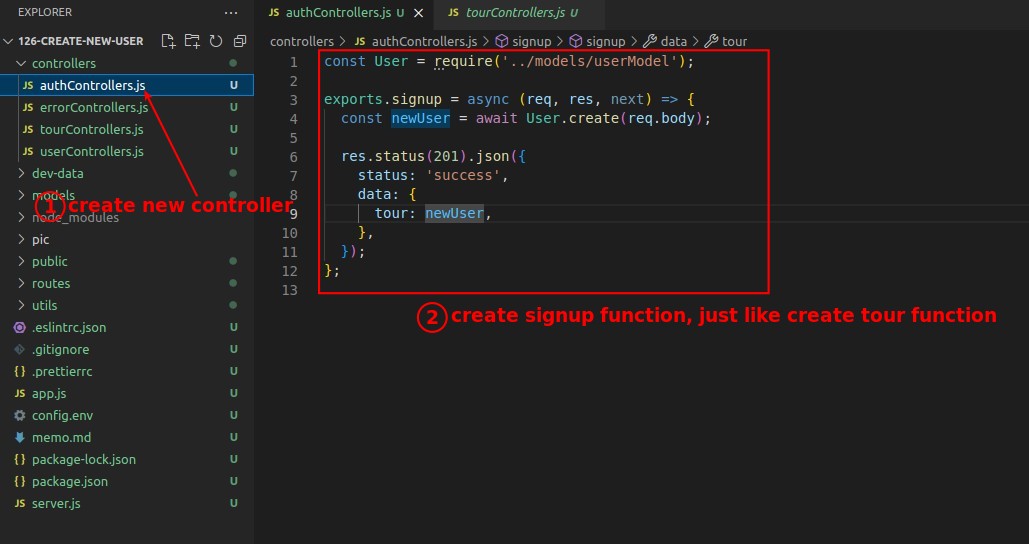 EXPLORER
authControllers.js U
tourControllers.js U
126-CREATE-NEW-USER
controllers > JS authControllers.js > signup > signup > data > tour
controllers
JS authControllers.js U
JS errorControllers.js U
JS tourControllers.js U
JS userControllers.js U
dev-data
models
node_modules
pic
public
routes
utils
.eslintrc.json U
.gitignore U
{ } .prettierrc U
JS app.js U
config.env U
memo.md U
{ } package-lock.json U
{ } package.json U
JS server.js U
1 create new controller
1 const User = require('../models/userModel');
2
3 exports.signup = async (req, res, next) => {
4 const newUser = await User.create(req.body);
5
6 res.status(201).json({
7 status: 'success',
8 data: {
9 tour: newUser,
10 },
11 });
12 };
13
2 create signup function, just like create tour function